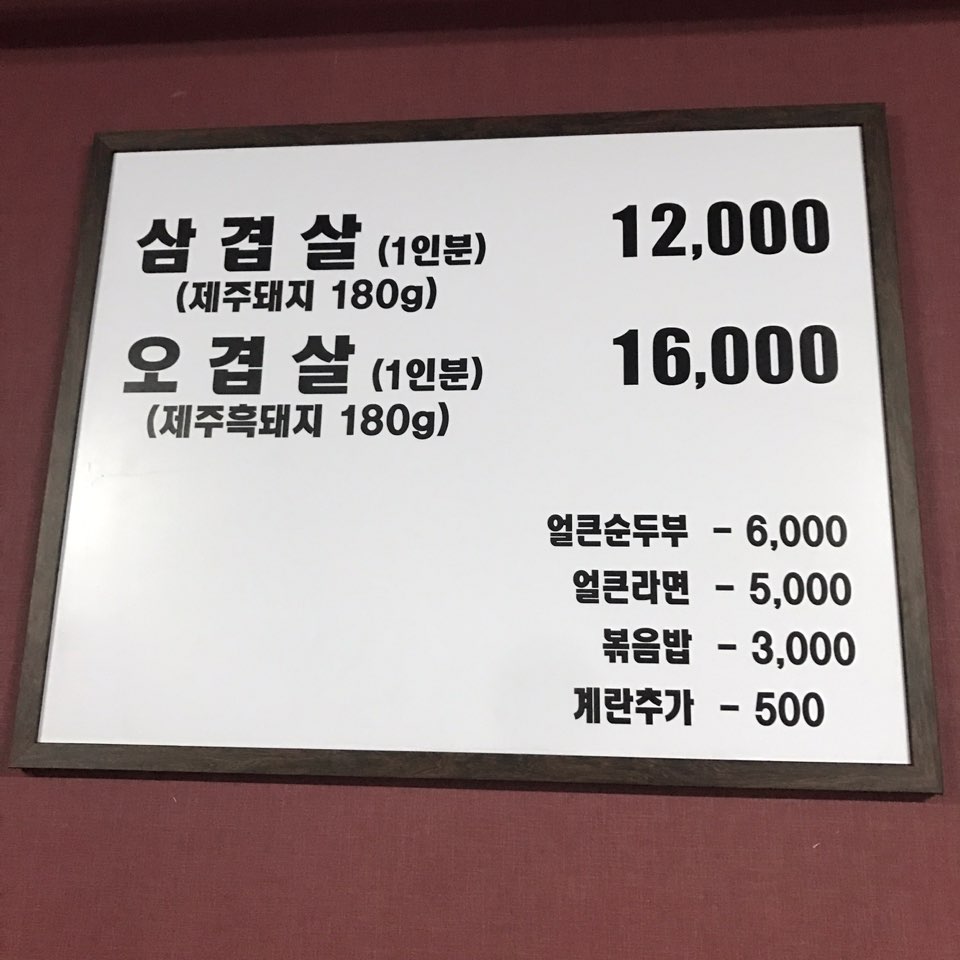 삼겹살 (1인분) 12,000
(제주돼지 180g)
오겹살 (1인분) 16,000
(제주흑돼지 180g)
얼큰순두부 - 6,000
얼큰라면 - 5,000
볶음밥 - 3,000
계란추가 - 500